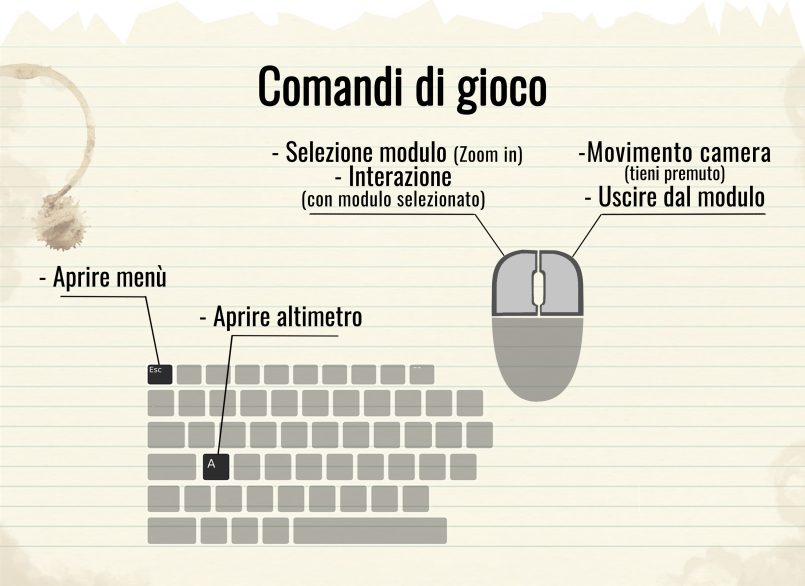 Comandi di gioco
- Selezione modulo (Zoom in)
- Interazione
(con modulo selezionato)
-Movimento camera
(tieni premuto)
- Uscire dal modulo
- Aprire menù
- Aprire altimetro
Esc
A